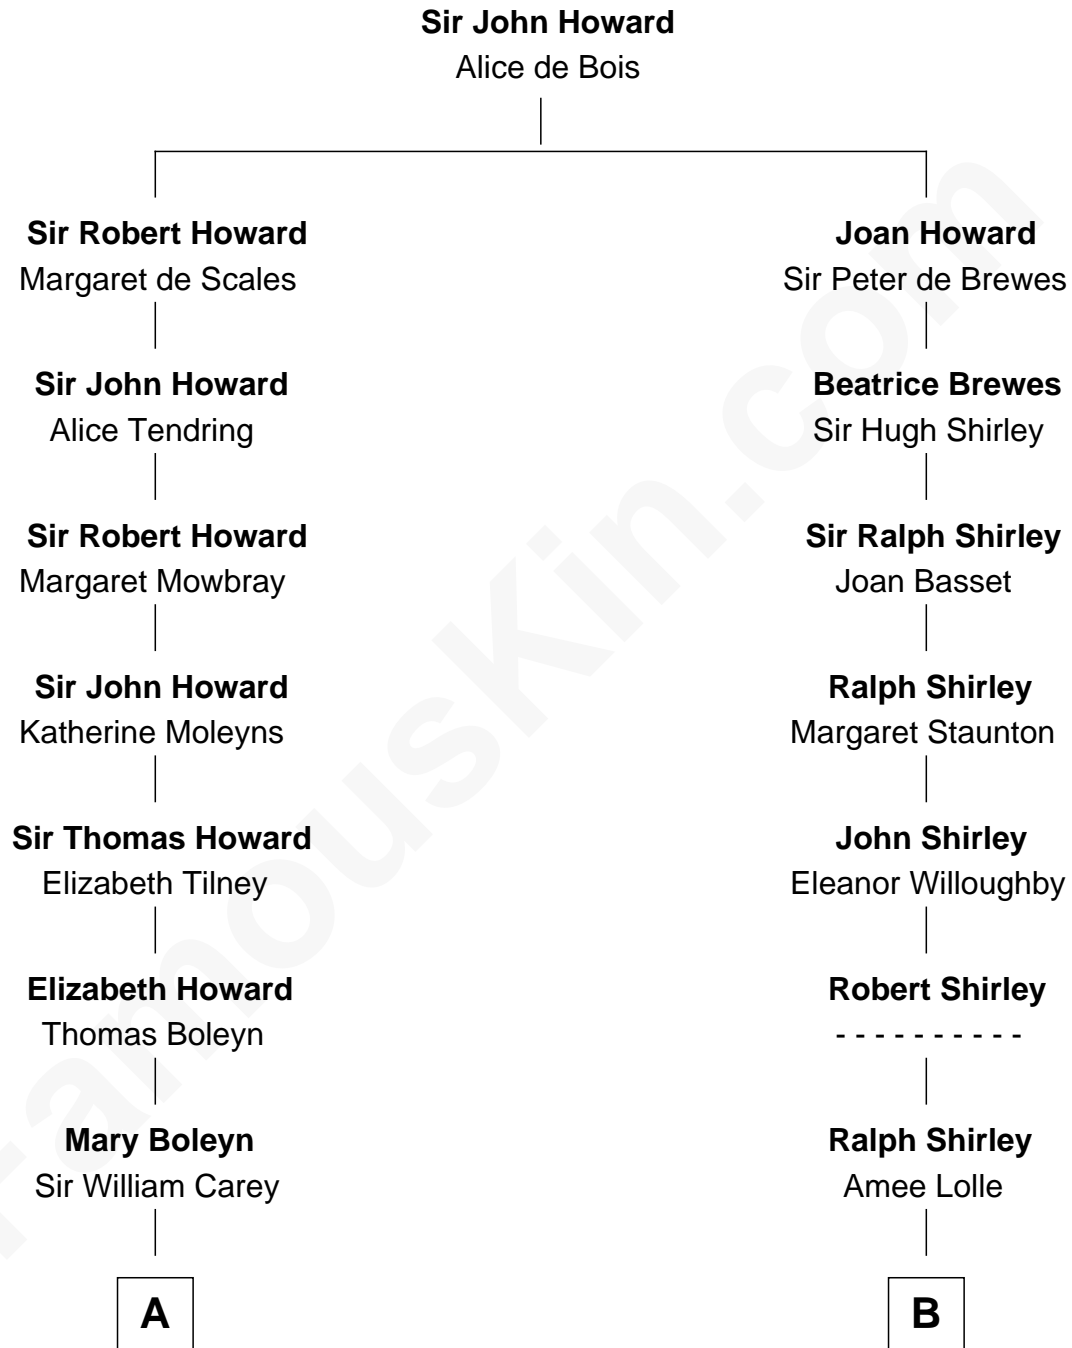 Sir John Howard
Alice de Bois
Sir Robert Howard
Margaret de Scales
Joan Howard
Sir Peter de Brewes
Sir John Howard
Alice Tendring
Beatrice Brewes
Sir Hugh Shirley
Sir Robert Howard
Margaret Mowbray
Sir Ralph Shirley
Joan Basset
Sir John Howard
Katherine Moleyns
Ralph Shirley
Margaret Staunton
Sir Thomas Howard
Elizabeth Tilney
John Shirley
Eleanor Willoughby
Elizabeth Howard
Thomas Boleyn
Robert Shirley
- - - - - - - - - -
Mary Boleyn
Sir William Carey
Ralph Shirley
Amee Lolle
A
B
FamousKin.com